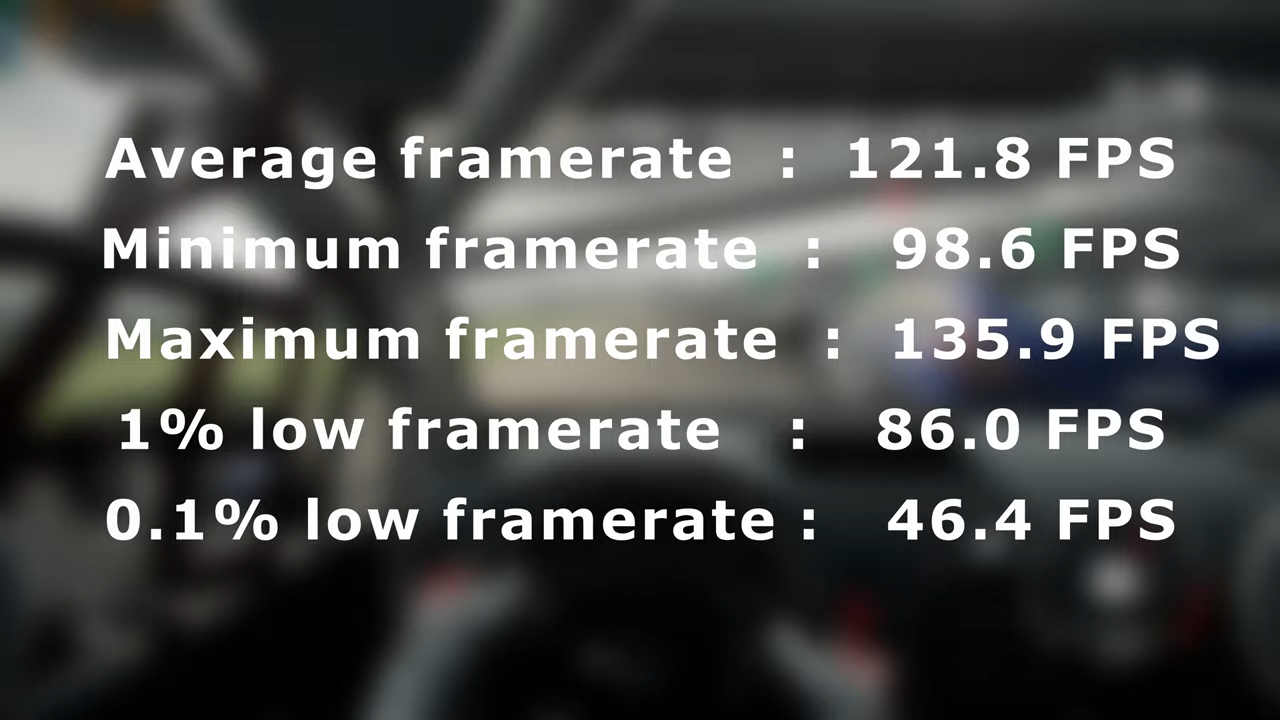 Average framerate : 121.8 FPS
Minimum framerate : 98.6 FPS
Maximum framerate : 135.9 FPS
1% low framerate : 86.0 FPS
0.1% low framerate : 46.4 FPS